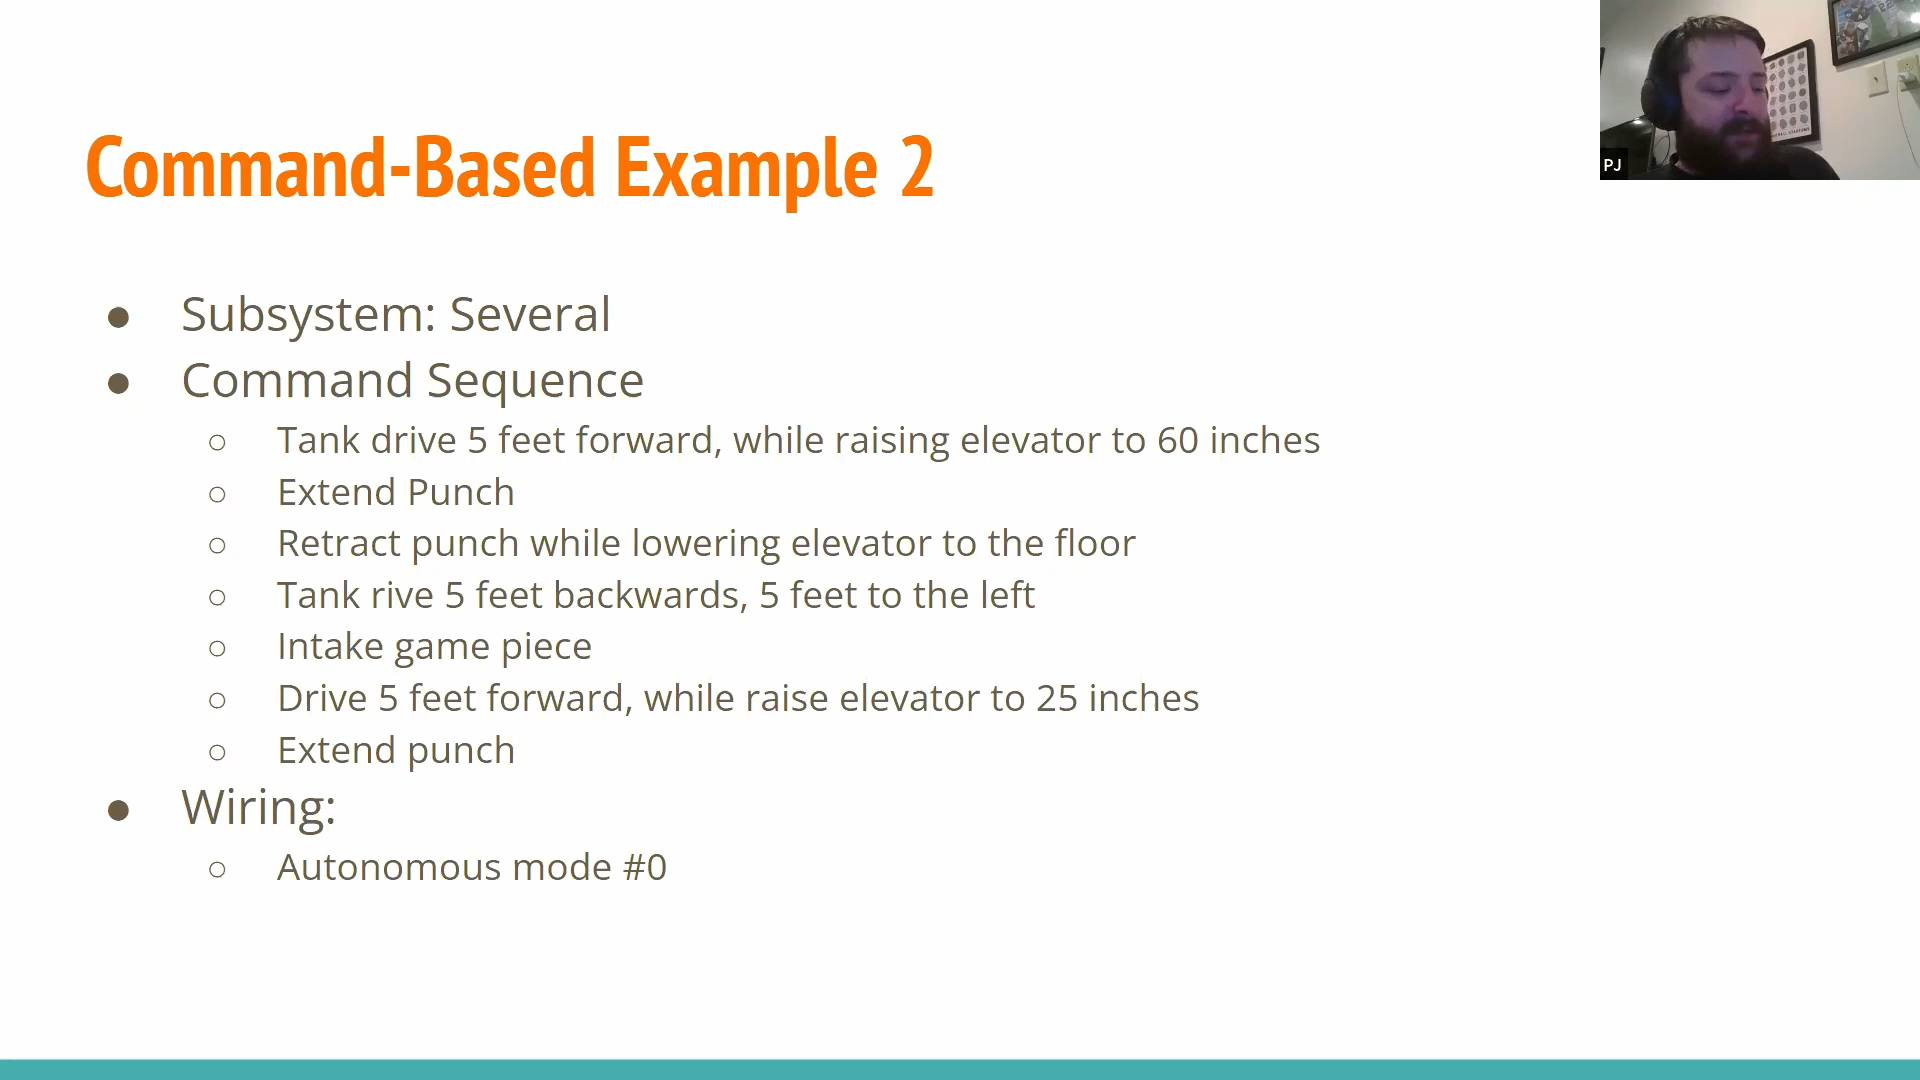 Command-Based Example 2
● Subsystem: Several
● Command Sequence
○ Tank drive 5 feet forward, while raising elevator to 60 inches
○ Extend Punch
○ Retract punch while lowering elevator to the floor
○ Tank rive 5 feet backwards, 5 feet to the left
○ Intake game piece
○ Drive 5 feet forward, while raise elevator to 25 inches
○ Extend punch
● Wiring:
○ Autonomous mode #0
PJ